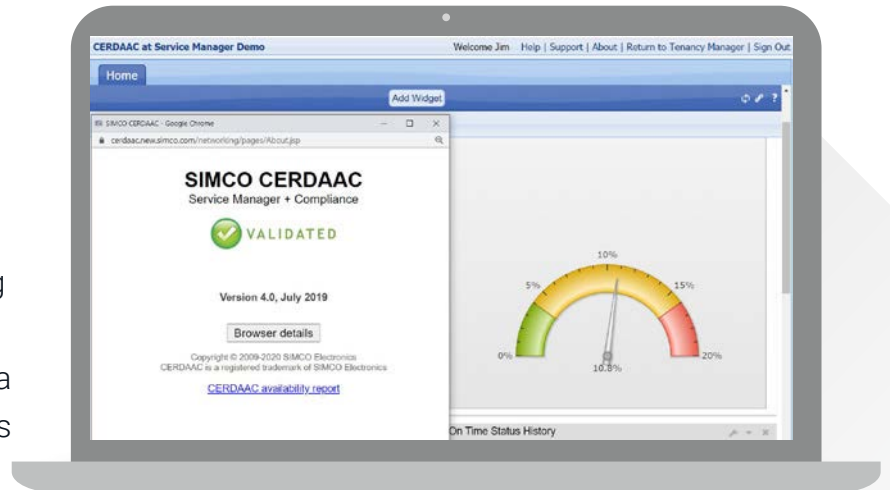 CERDAAC at Service Manager Demo
Welcome Jim Help | Support | About | Return to Tenancy Manager | Sign Out
Home
Add Widget
SIMCO CERDAAC - Google Chrome
cerdaac.new.simco.com/networking/pages/About.jsp
SIMCO CERDAAC
Service Manager + Compliance
VALIDATED
Version 4.0, July 2019
Browser details
Copyright © 2009-2020 SIMCO Electronics
CERDAAC is a registered trademark of SIMCO Electronics
CERDAAC availability report
0%
5%
10%
15%
20%
10.8%
On Time Status History
g
a
s